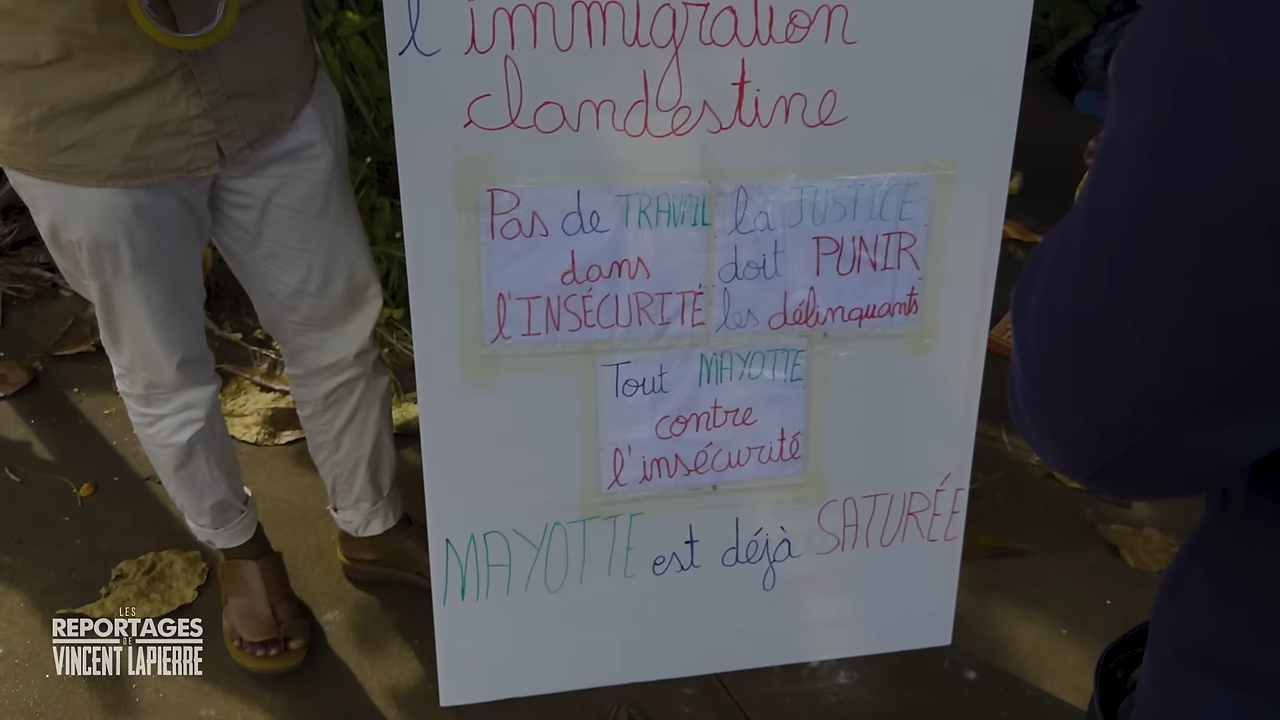 l'immigration
clandestine
Pas de TRAVAIL
dans
l'INSÉCURITÉ
la JUSTICE
doit PUNIR
les délinquants
Tout MAYOTTE
contre
l'insécurité
MAYOTTE est déjà SATURÉE
LES
REPORTAGES
DE
VINCENT LAPIERRE